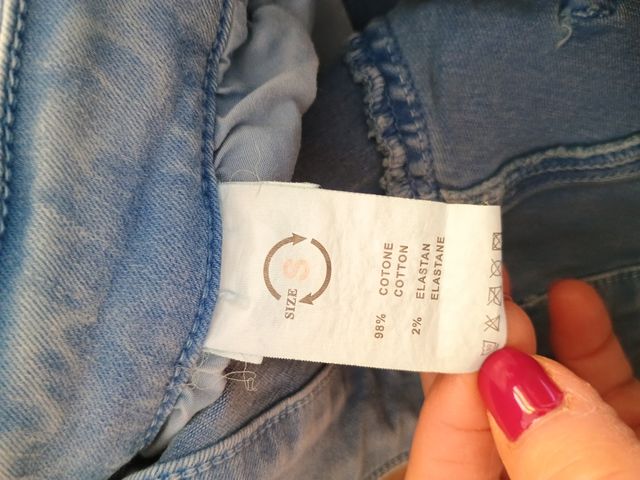 SIZE S
98% COTONE
COTTON
2% ELASTAN
ELASTANE